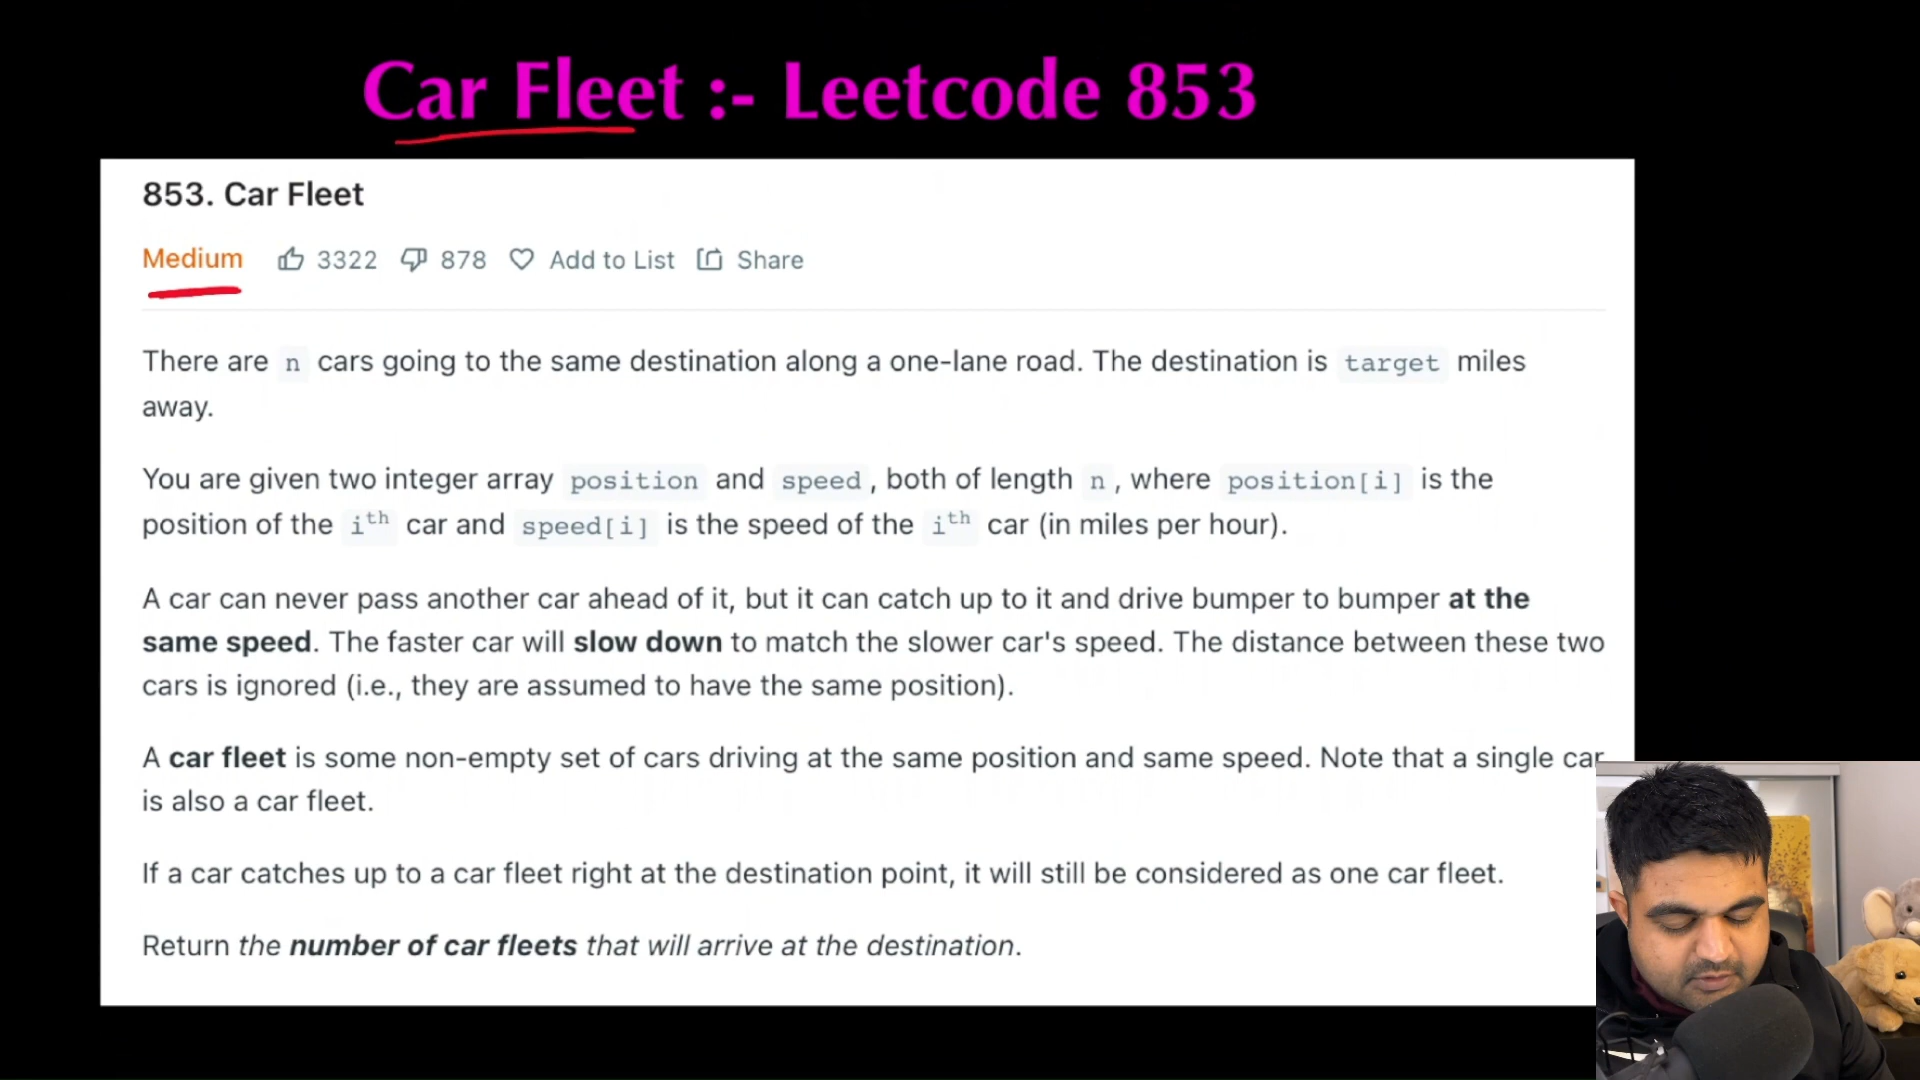 Car Fleet :- Leetcode 853
853. Car Fleet
Medium 3322 878 Add to List Share
There are n cars going to the same destination along a one-lane road. The destination is target miles
away.
You are given two integer array position and speed, both of length n, where position[i] is the
position of the ith car and speed[i] is the speed of the ith car (in miles per hour).
A car can never pass another car ahead of it, but it can catch up to it and drive bumper to bumper at the
same speed. The faster car will slow down to match the slower car's speed. The distance between these two
cars is ignored (i.e., they are assumed to have the same position).
A car fleet is some non-empty set of cars driving at the same position and same speed. Note that a single car
is also a car fleet.
If a car catches up to a car fleet right at the destination point, it will still be considered as one car fleet.
Return the number of car fleets that will arrive at the destination.